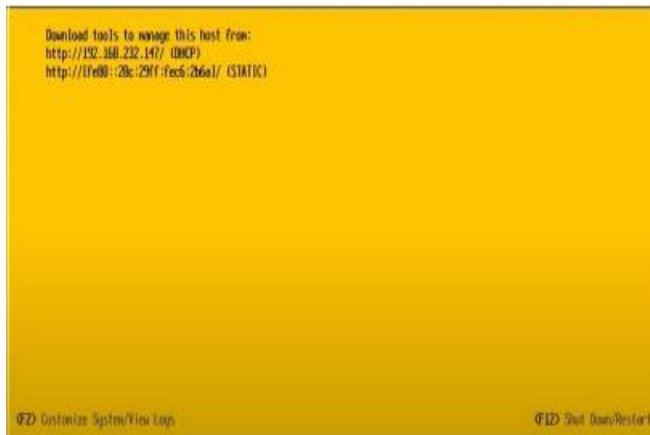 Download tools to manage this host from:
http://192.168.232.147/ (DHCP)
http://[fe80::20c:29ff:fec6:2b6a]/ (STATIC)
<F2> Customize System/View Logs
<F12> Shut Down/Restart